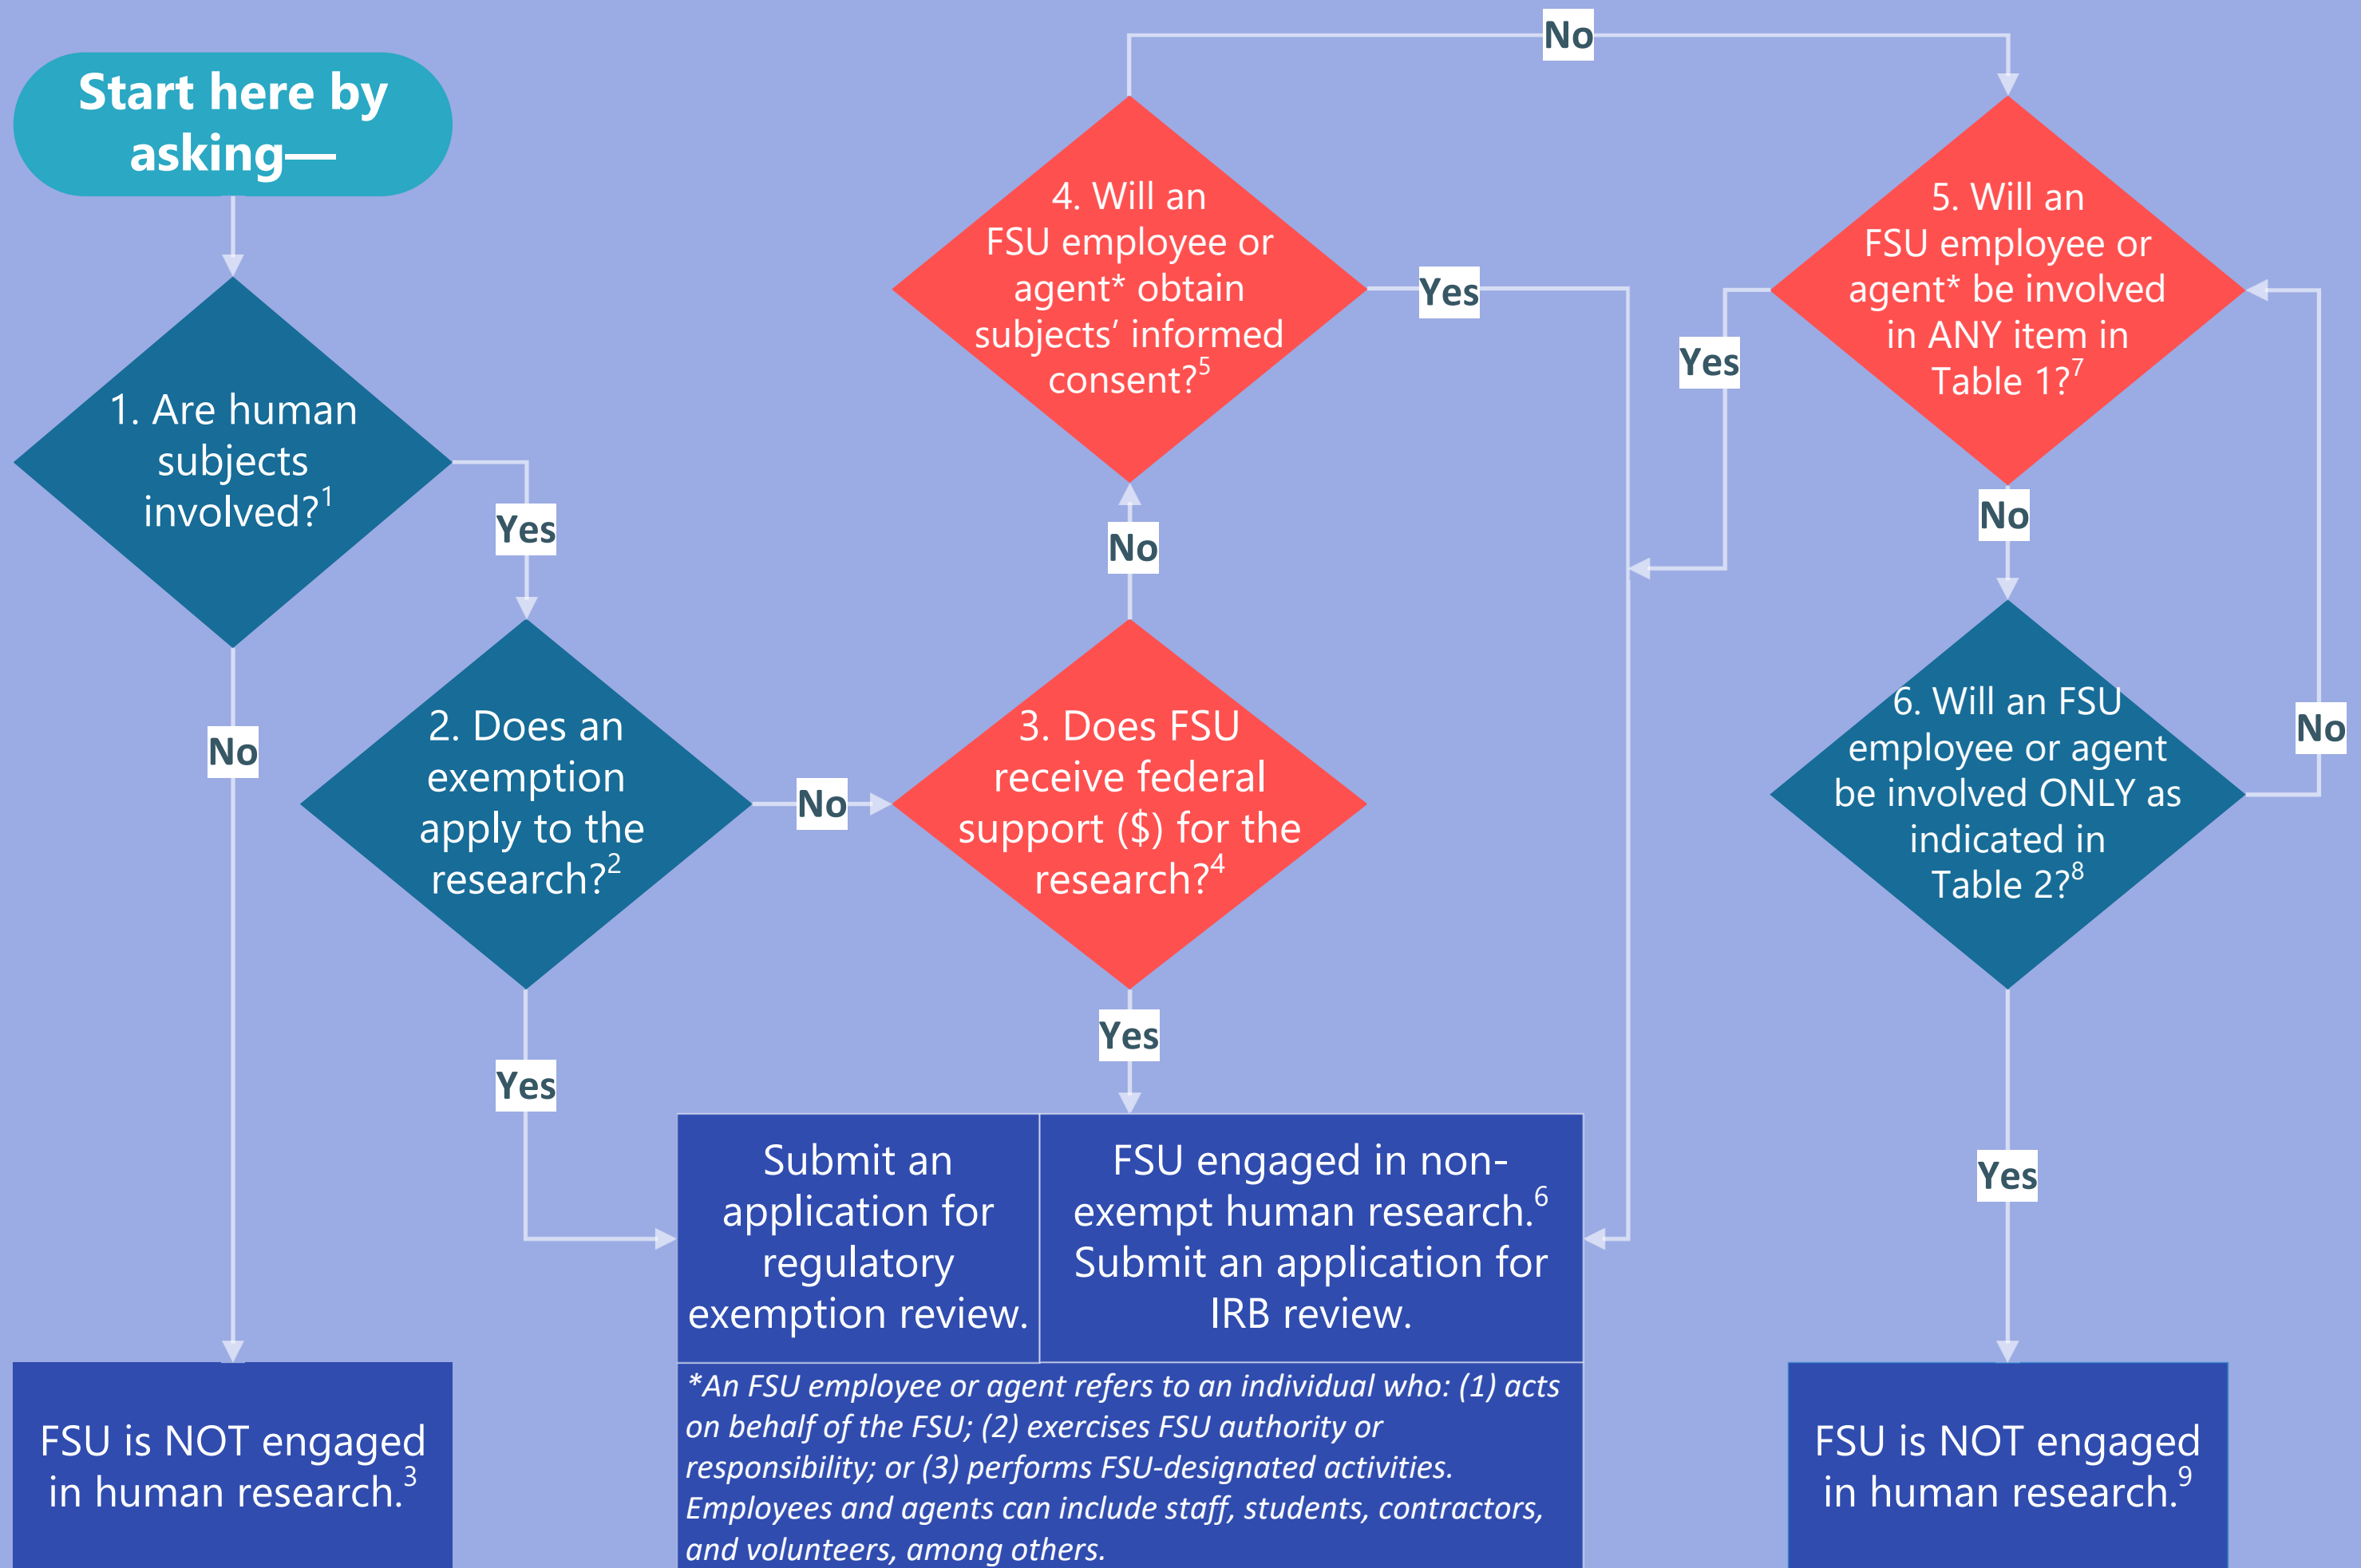 Start here by
asking—
1. Are human
subjects
involved?1
Yes
No
2. Does an
exemption
apply to the
research?2
No
Yes
3. Does FSU
receive federal
support ($) for the
research?4
No
Yes
4. Will an
FSU employee or
agent* obtain
subjects’ informed
consent?5
No
Yes
5. Will an
FSU employee or
agent* be involved
in ANY item in
Table 1?7
Yes
No
6. Will an FSU
employee or agent
be involved ONLY as
indicated in
Table 2?8
No
Yes
FSU is NOT engaged
in human research.3
Submit an
application for
regulatory
exemption review.
FSU engaged in non-
exempt human research.6
Submit an application for
IRB review.
*An FSU employee or agent refers to an individual who: (1) acts
on behalf of the FSU; (2) exercises FSU authority or
responsibility; or (3) performs FSU-designated activities.
Employees and agents can include staff, students, contractors,
and volunteers, among others.
FSU is NOT engaged
in human research.9